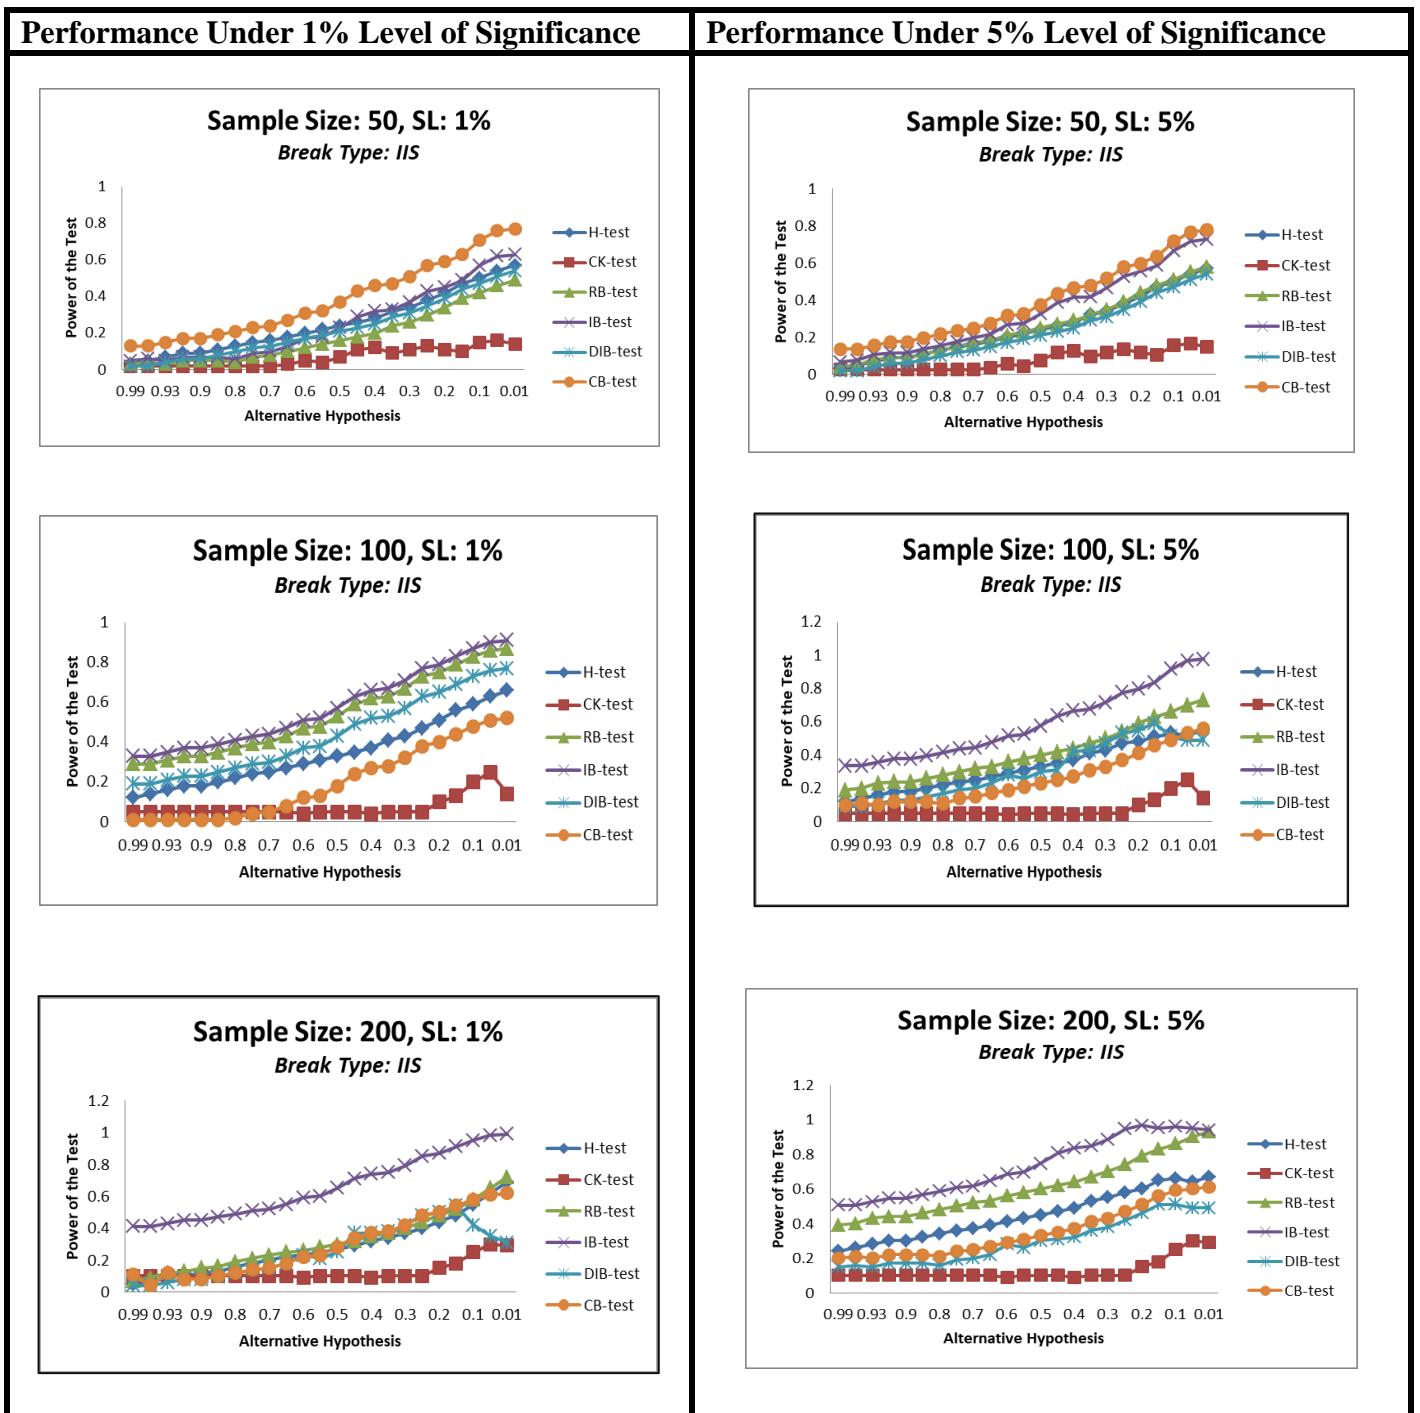 Performance Under 1% Level of Significance
Performance Under 5% Level of Significance
Sample Size: 50, SL: 1%
Break Type: IIS
Power of the Test
1
0.8
0.6
0.4
0.2
0
0.99 0.93 0.9 0.8 0.7 0.6 0.5 0.4 0.3 0.2 0.1 0.01
Alternative Hypothesis
H-test
CK-test
RB-test
IB-test
DIB-test
CB-test
Sample Size: 50, SL: 5%
Break Type: IIS
Power of the Test
1
0.8
0.6
0.4
0.2
0
0.99 0.93 0.9 0.8 0.7 0.6 0.5 0.4 0.3 0.2 0.1 0.01
Alternative Hypothesis
H-test
CK-test
RB-test
IB-test
DIB-test
CB-test
Sample Size: 100, SL: 1%
Break Type: IIS
Power of the Test
1
0.8
0.6
0.4
0.2
0
0.99 0.93 0.9 0.8 0.7 0.6 0.5 0.4 0.3 0.2 0.1 0.01
Alternative Hypothesis
H-test
CK-test
RB-test
IB-test
DIB-test
CB-test
Sample Size: 100, SL: 5%
Break Type: IIS
Power of the Test
1.2
1
0.8
0.6
0.4
0.2
0
0.99 0.93 0.9 0.8 0.7 0.6 0.5 0.4 0.3 0.2 0.1 0.01
Alternative Hypothesis
H-test
CK-test
RB-test
IB-test
DIB-test
CB-test
Sample Size: 200, SL: 1%
Break Type: IIS
Power of the Test
1.2
1
0.8
0.6
0.4
0.2
0
0.99 0.93 0.9 0.8 0.7 0.6 0.5 0.4 0.3 0.2 0.1 0.01
Alternative Hypothesis
H-test
CK-test
RB-test
IB-test
DIB-test
CB-test
Sample Size: 200, SL: 5%
Break Type: IIS
Power of the Test
1.2
1
0.8
0.6
0.4
0.2
0
0.99 0.93 0.9 0.8 0.7 0.6 0.5 0.4 0.3 0.2 0.1 0.01
Alternative Hypothesis
H-test
CK-test
RB-test
IB-test
DIB-test
CB-test